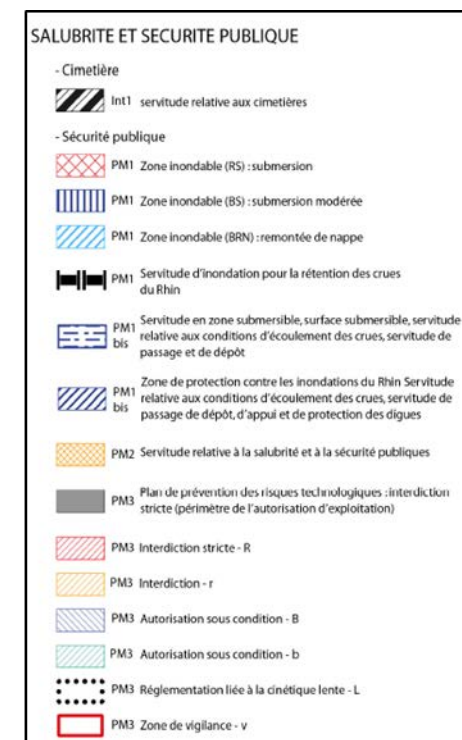 SALUBRITE ET SECURITE PUBLIQUE
- Cimetière
Int1 servitude relative aux cimetières
- Sécurité publique
PM1 Zone inondable (RS) : submersion
PM1 Zone inondable (BS) : submersion modérée
PM1 Zone inondable (BRN) : remontée de nappe
PM1 Servitude d'inondation pour la rétention des crues
du Rhin
PM1 bis Servitude en zone submersible, surface submersible, servitude
relative aux conditions d'écoulement des crues, servitude de
passage et de dépôt
PM1 bis Zone de protection contre les inondations du Rhin Servitude
relative aux conditions d'écoulement des crues, servitude de
passage de dépôt, d'appui et de protection des digues
PM2 Servitude relative à la salubrité et à la sécurité publiques
PM3 Plan de prévention des risques technologiques : interdiction
stricte (périmètre de l'autorisation d'exploitation)
PM3 Interdiction stricte - R
PM3 Interdiction - r
PM3 Autorisation sous condition - B
PM3 Autorisation sous condition - b
PM3 Réglementation liée à la cinétique lente - L
PM3 Zone de vigilance - v